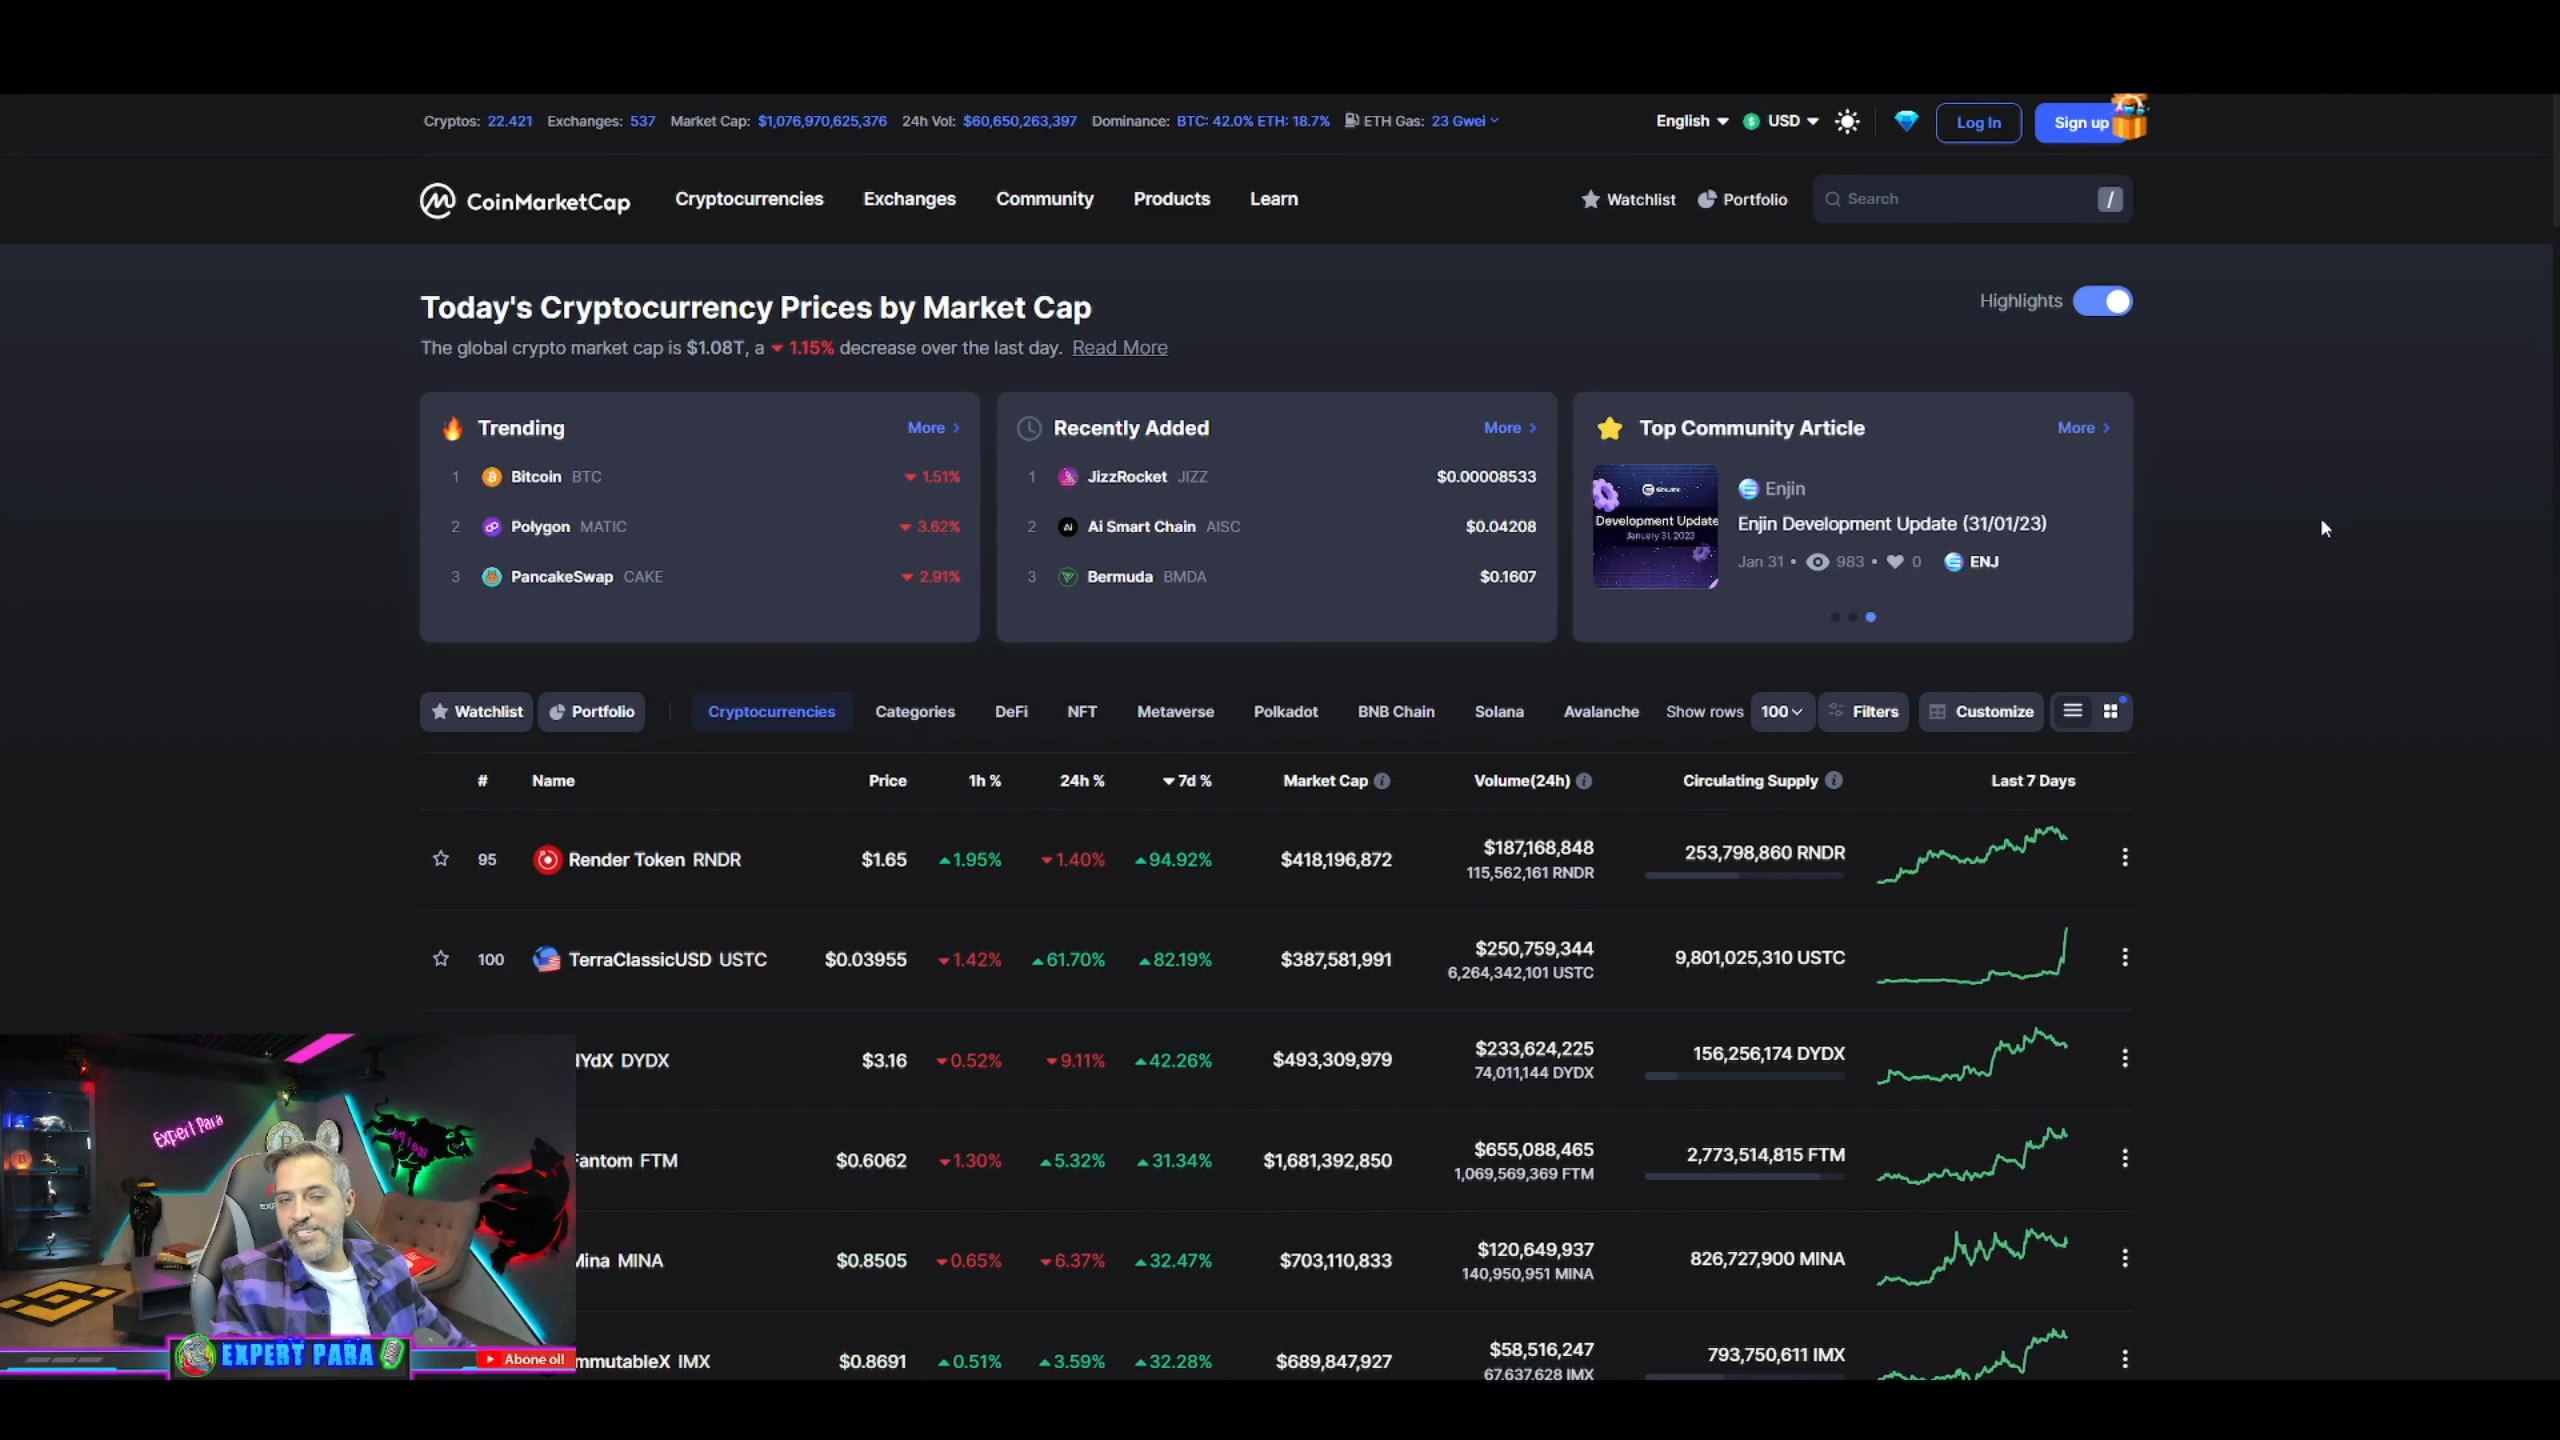 Cryptos: 22.421 Exchanges: 537 Market Cap: $1,076,970,625,376 24h Vol: $60,650,263,397 Dominance: BTC: 42.0% ETH: 18.7% ETH Gas: 23 Gwei English USD Log In Sign up
CoinMarketCap Cryptocurrencies Exchanges Community Products Learn Watchlist Portfolio Search /
Today's Cryptocurrency Prices by Market Cap Highlights
The global crypto market cap is $1.08T, a 1.15% decrease over the last day. Read More
Trending More
1 Bitcoin BTC 1.51%
2 Polygon MATIC 3.62%
3 PancakeSwap CAKE 2.91%
Recently Added More
1 JizzRocket JIZZ $0.00008533
2 Ai Smart Chain AISC $0.04208
3 Bermuda BMDA $0.1607
Top Community Article More
ENJIN
Development Update
January 31, 2023
Enjin
Enjin Development Update (31/01/23)
Jan 31 • 983 • 0 ENJ
Watchlist Portfolio Cryptocurrencies Categories DeFi NFT Metaverse Polkadot BNB Chain Solana Avalanche Show rows 100 Filters Customize
# Name Price 1h % 24h % 7d % Market Cap Volume(24h) Circulating Supply Last 7 Days
95 Render Token RNDR $1.65 1.95% 1.40% 94.92% $418,196,872 $187,168,848 253,798,860 RNDR
115,562,161 RNDR
100 TerraClassicUSD USTC $0.03955 1.42% 61.70% 82.19% $387,581,991 $250,759,344 9,801,025,310 USTC
6,264,342,101 USTC
YdX DYDX $3.16 0.52% 9.11% 42.26% $493,309,979 $233,624,225 156,256,174 DYDX
74,011,144 DYDX
Fantom FTM $0.6062 1.30% 5.32% 31.34% $1,681,392,850 $655,088,465 2,773,514,815 FTM
1,069,569,369 FTM
Mina MINA $0.8505 0.65% 6.37% 32.47% $703,110,833 $120,649,937 826,727,900 MINA
140,950,951 MINA
mmutableX IMX $0.8691 0.51% 3.59% 32.28% $689,847,927 $58,516,247 793,750,611 IMX
67,637,628 IMX
Expert Para
EXPERT PARA
Abone ol!